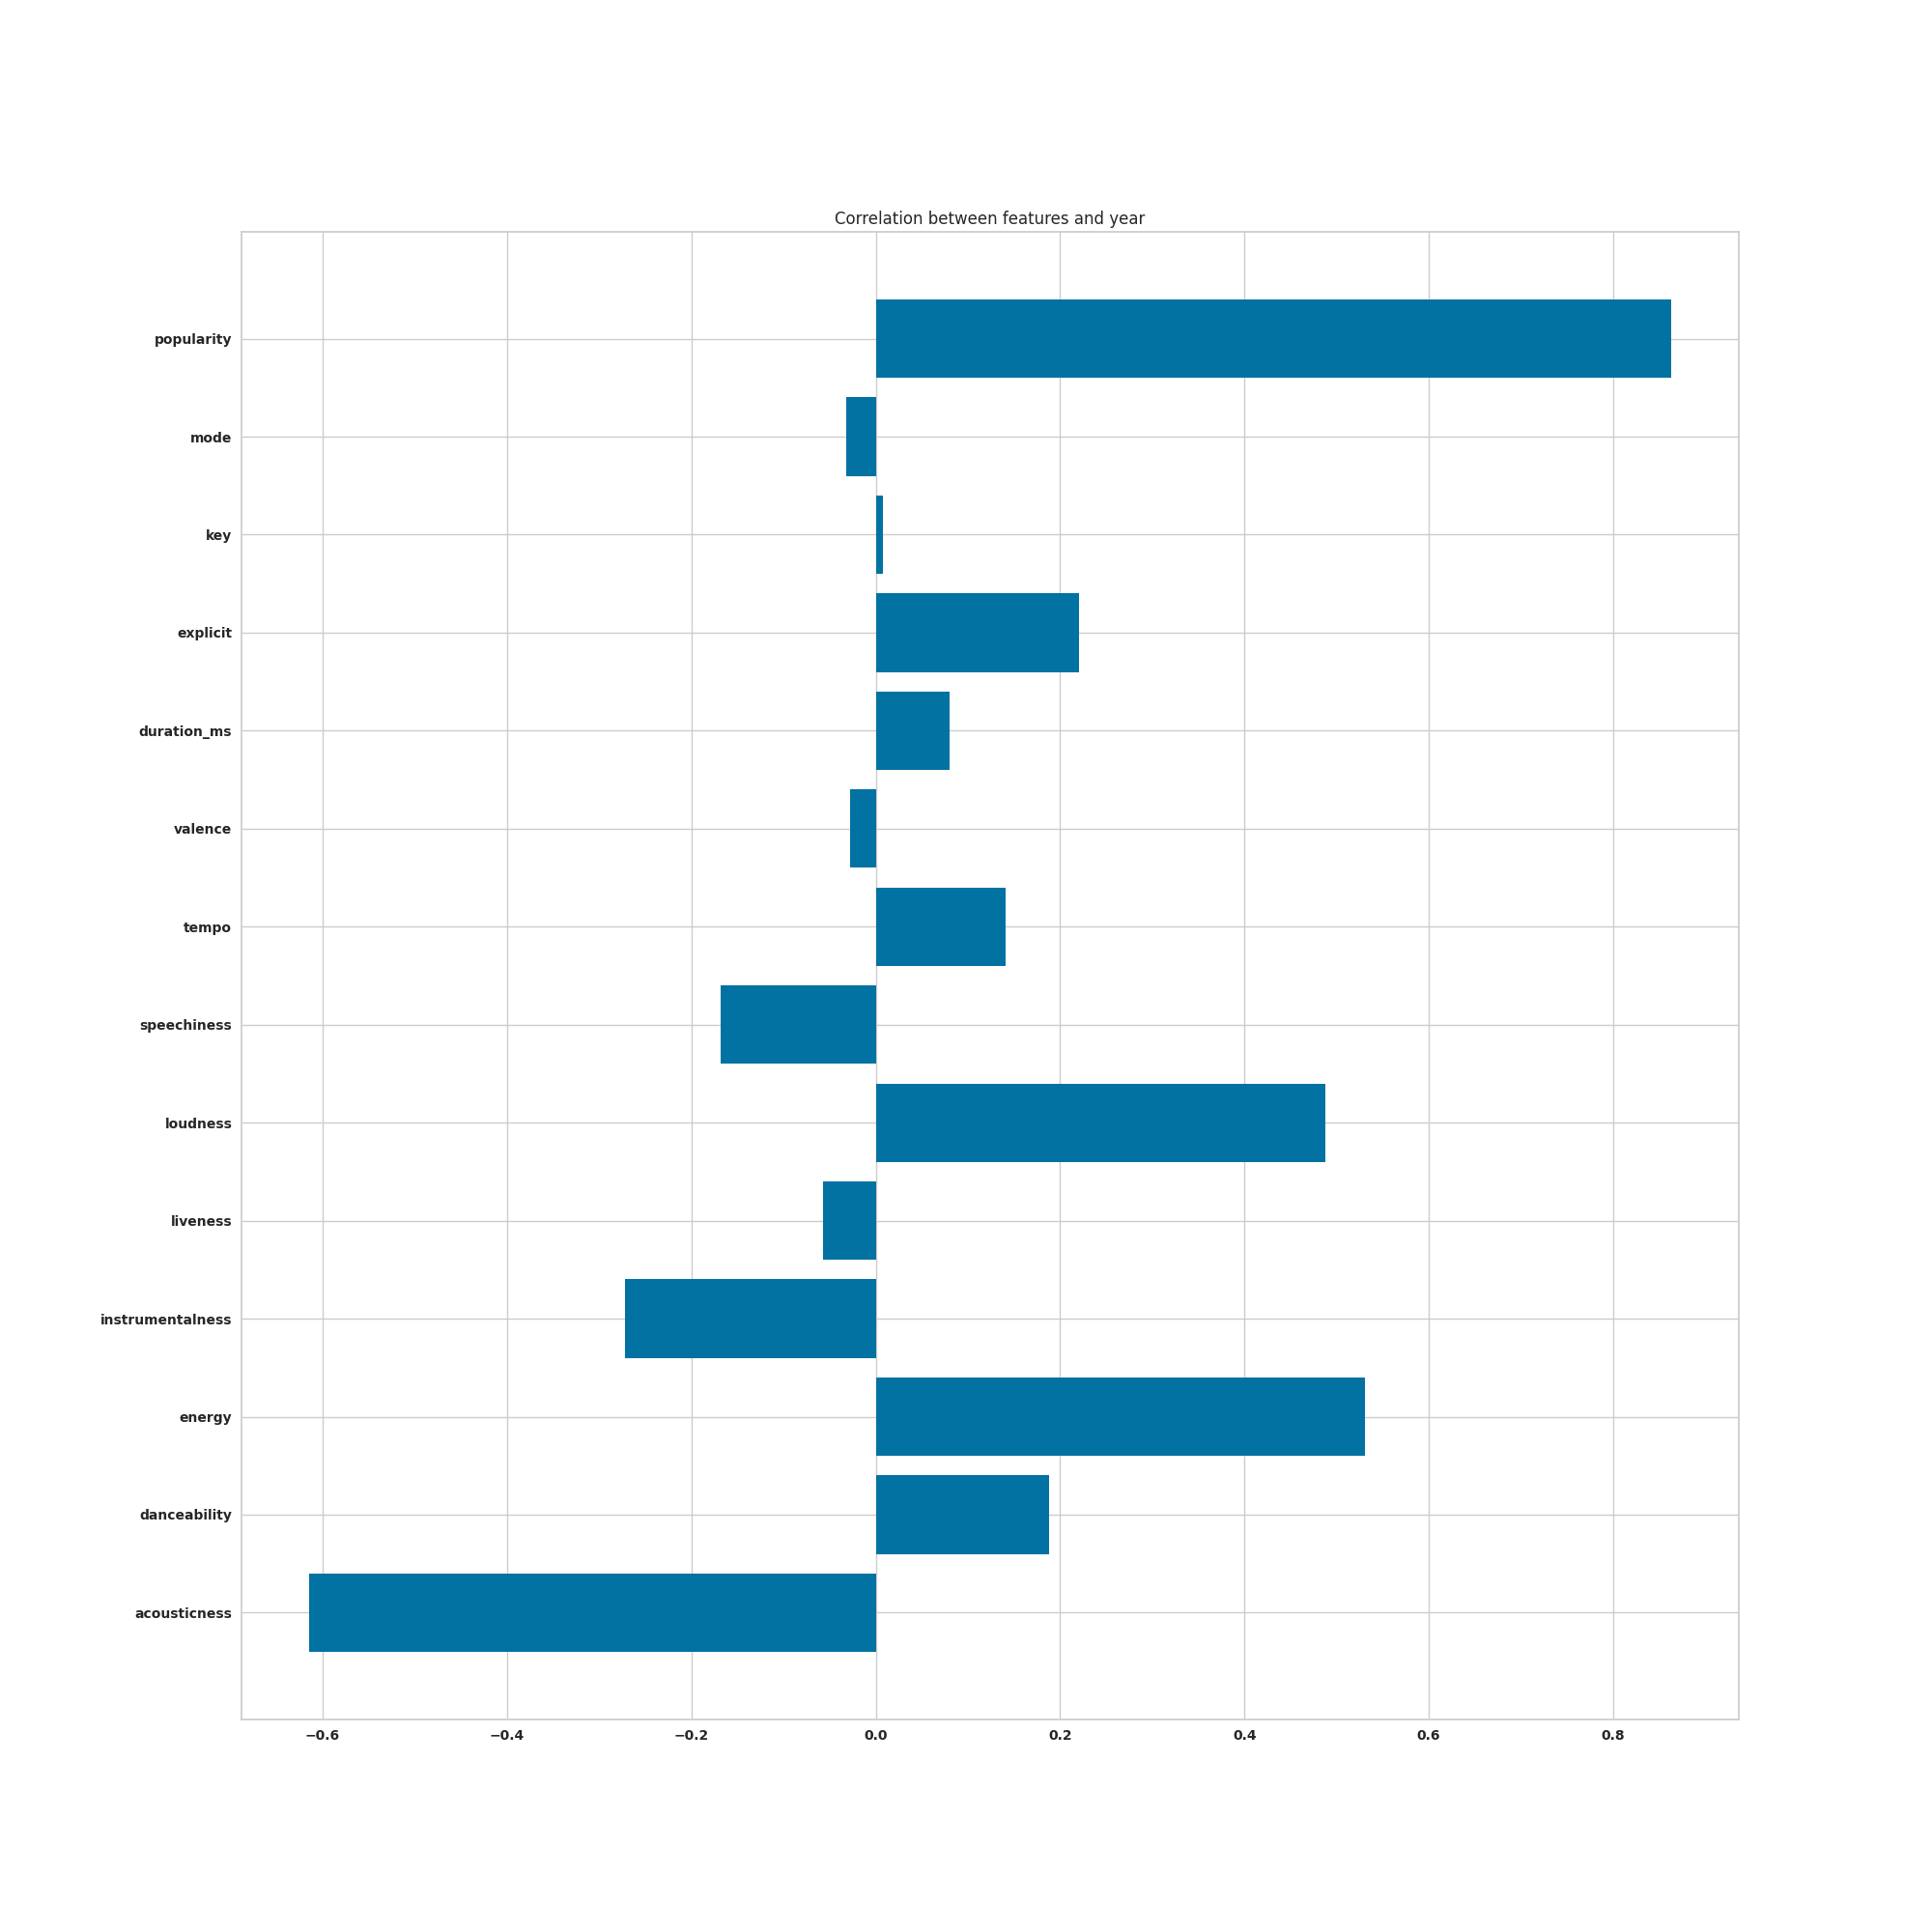 Correlation between features and year
popularity
mode
key
explicit
duration_ms
valence
tempo
speechiness
loudness
liveness
instrumentalness
energy
danceability
acousticness
−0.6 −0.4 −0.2 0.0 0.2 0.4 0.6 0.8